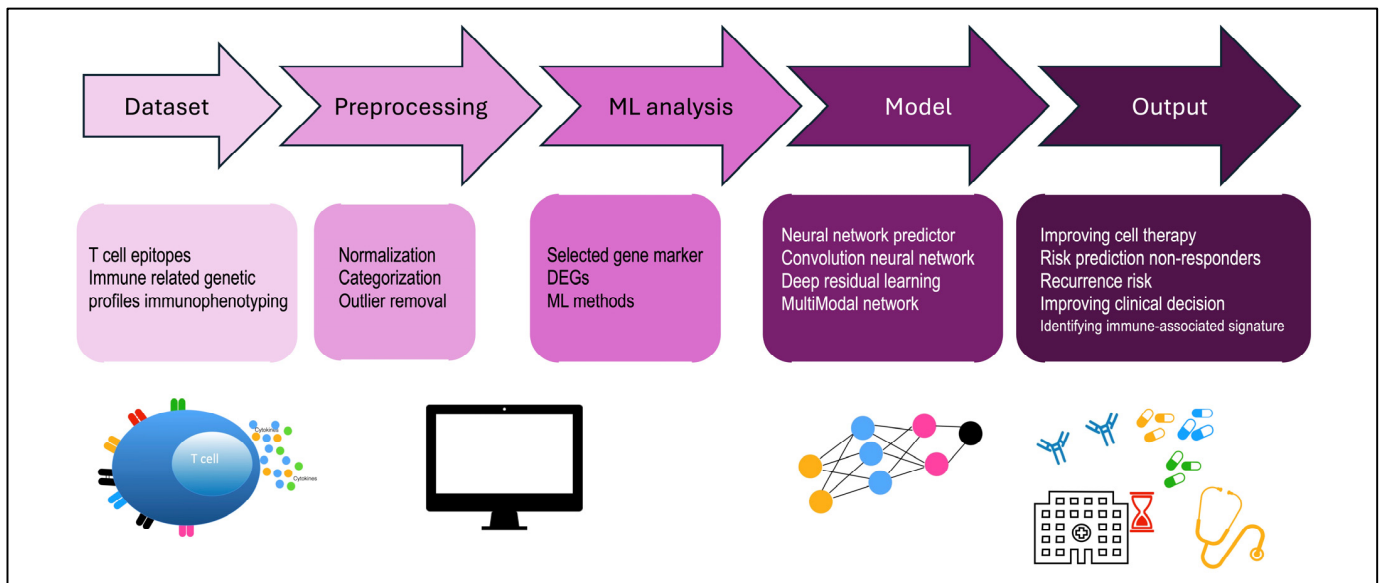 Dataset
Preprocessing
ML analysis
Model
Output
T cell epitopes
Immune related genetic
profiles immunophenotyping
Normalization
Categorization
Outlier removal
Selected gene marker
DEGs
ML methods
Neural network predictor
Convolution neural network
Deep residual learning
MultiModal network
Improving cell therapy
Risk prediction non-responders
Recurrence risk
Improving clinical decision
Identifying immune-associated signature
T cell
Cytokines
Cytokines